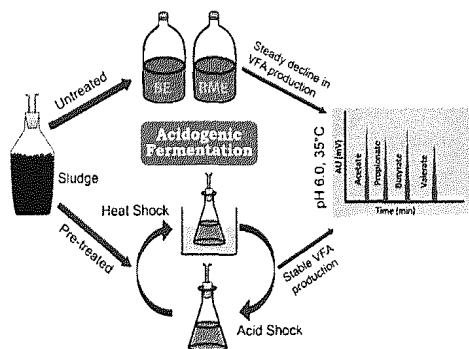 Untreated
BE
RME
Steady decline in
VFA production
Sludge
Acidogenic
Fermentation
pH 6.0, 35°C
AU (mV)
Acetate
Propionate
Butyrate
Valerate
Time (min)
Pre-treated
Heat Shock
Acid Shock
Stable VFA
production